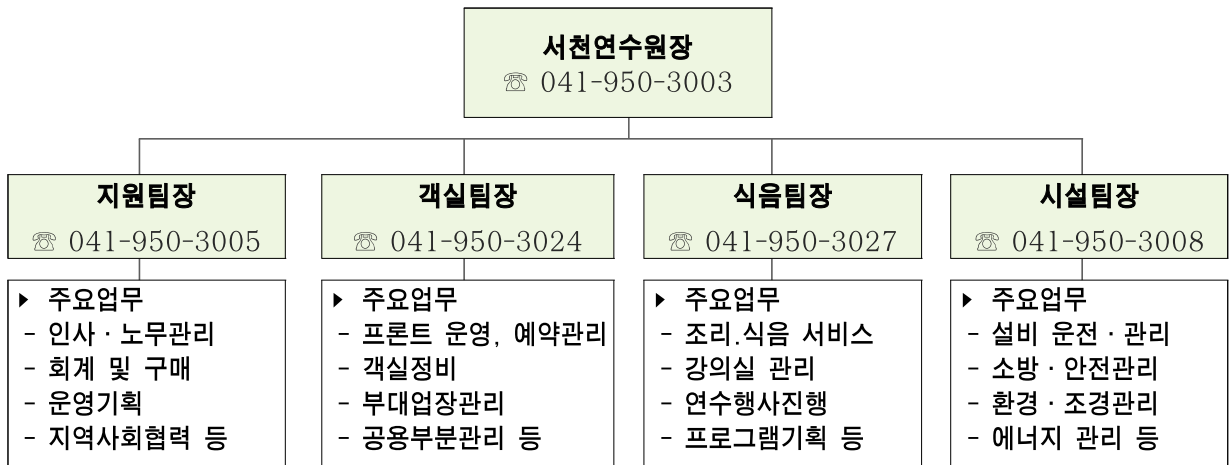 서천연수원장
☏ 041-950-3003
지원팀장
☏ 041-950-3005
▶ 주요업무
- 인사 · 노무관리
- 회계 및 구매
- 운영기획
- 지역사회협력 등
객실팀장
☏ 041-950-3024
▶ 주요업무
- 프론트 운영, 예약관리
- 객실정비
- 부대업장관리
- 공용부분관리 등
식음팀장
☏ 041-950-3027
▶ 주요업무
- 조리.식음 서비스
- 강의실 관리
- 연수행사진행
- 프로그램기획 등
시설팀장
☏ 041-950-3008
▶ 주요업무
- 설비 운전 · 관리
- 소방 · 안전관리
- 환경 · 조경관리
- 에너지 관리 등